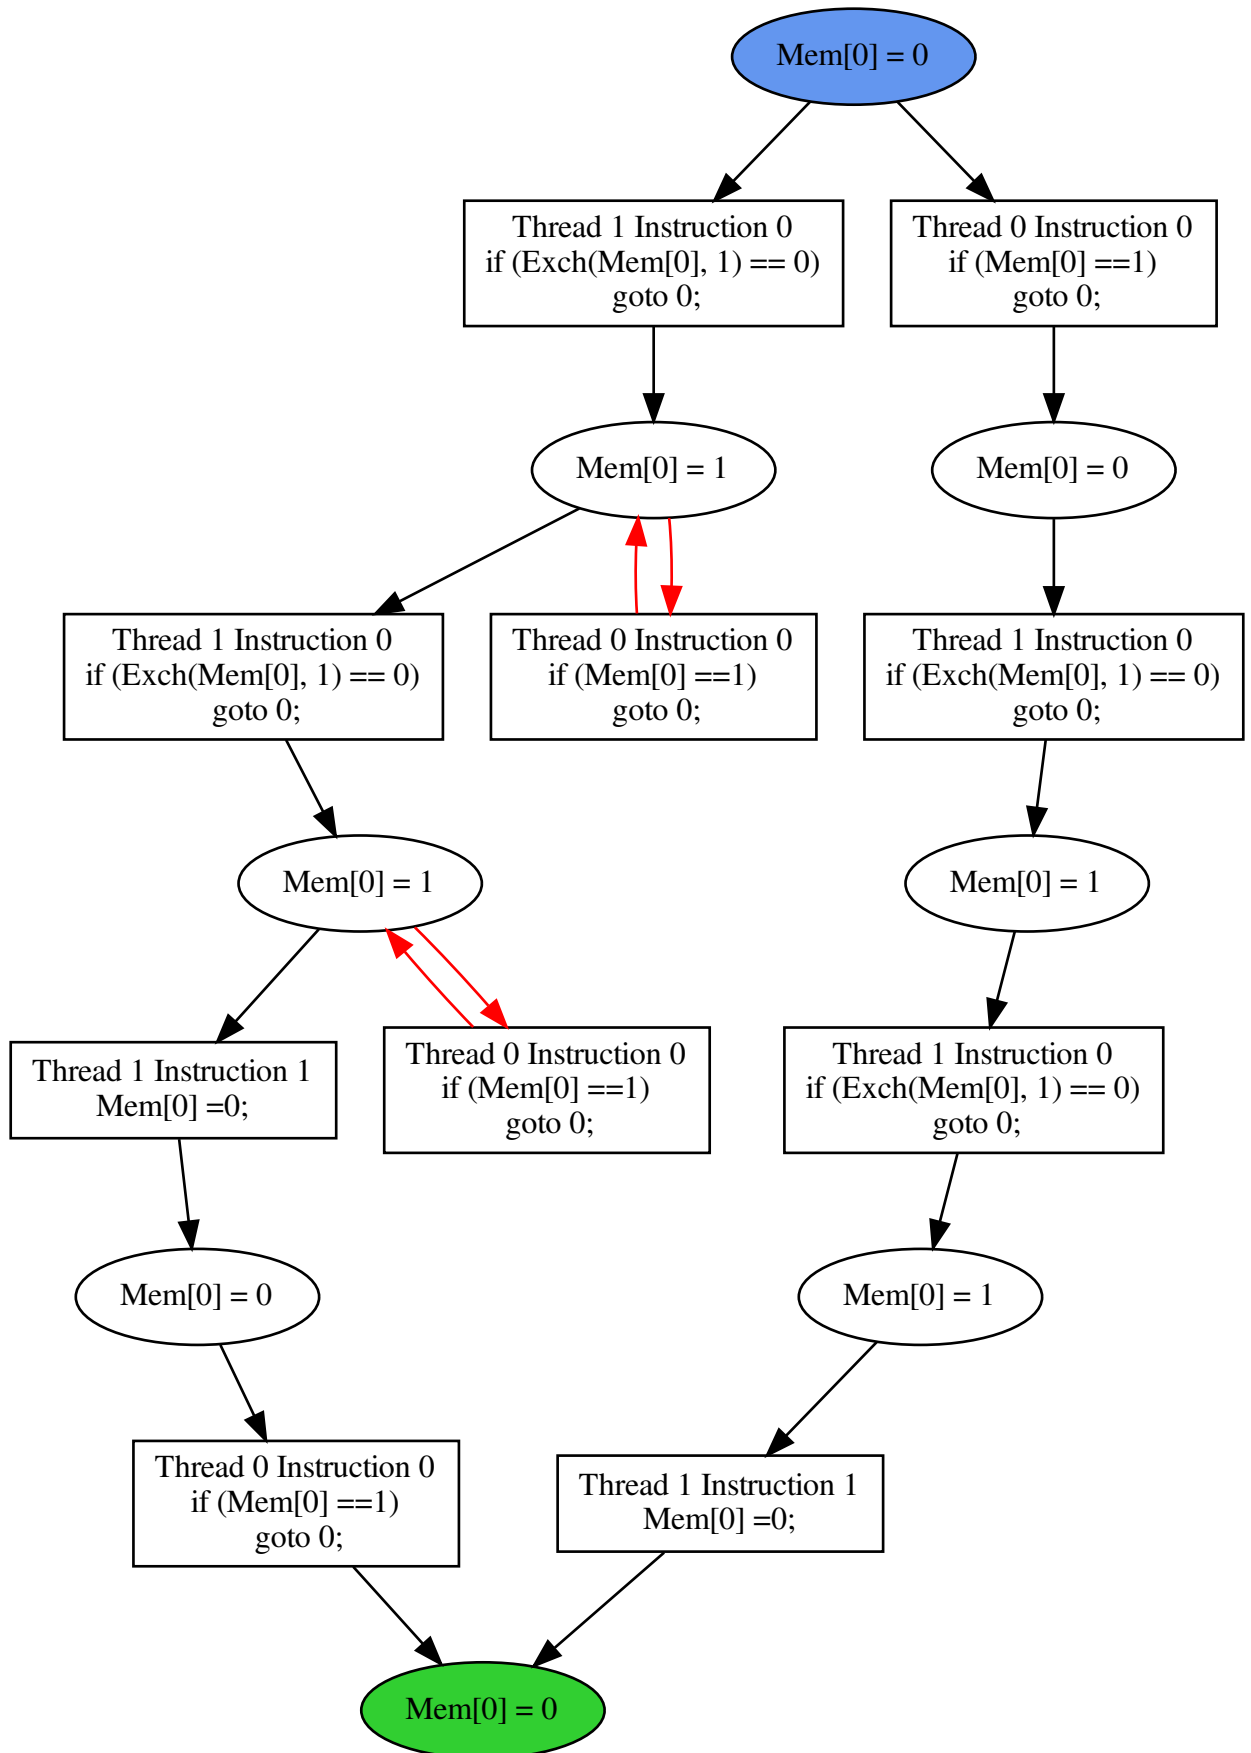 Mem[0] = 0
Thread 1 Instruction 0
if (Exch(Mem[0], 1) == 0)
goto 0;
Thread 0 Instruction 0
if (Mem[0] ==1)
goto 0;
Mem[0] = 1
Mem[0] = 0
Thread 1 Instruction 0
if (Exch(Mem[0], 1) == 0)
goto 0;
Thread 0 Instruction 0
if (Mem[0] ==1)
goto 0;
Thread 1 Instruction 0
if (Exch(Mem[0], 1) == 0)
goto 0;
Mem[0] = 1
Mem[0] = 1
Thread 1 Instruction 1
Mem[0] =0;
Thread 0 Instruction 0
if (Mem[0] ==1)
goto 0;
Thread 1 Instruction 0
if (Exch(Mem[0], 1) == 0)
goto 0;
Mem[0] = 0
Mem[0] = 1
Thread 0 Instruction 0
if (Mem[0] ==1)
goto 0;
Thread 1 Instruction 1
Mem[0] =0;
Mem[0] = 0